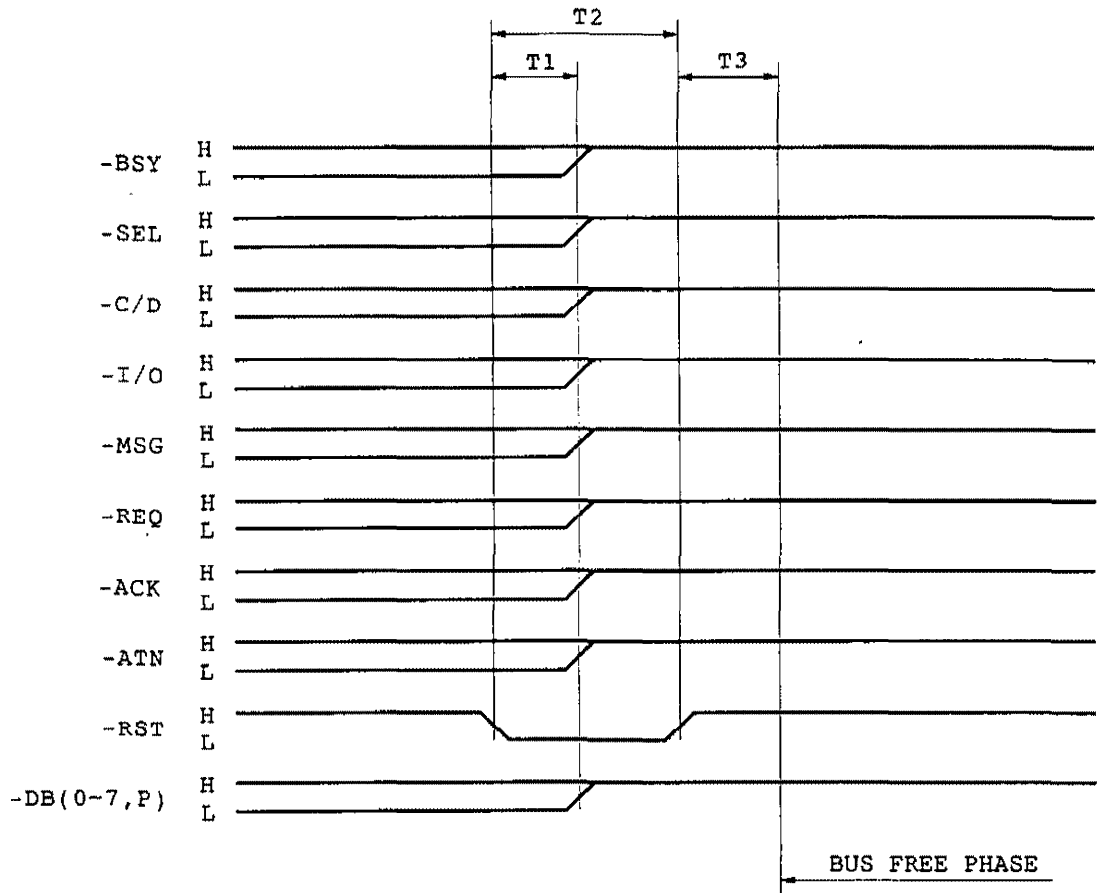 T2
T1 T3
-BSY H
L
-SEL H
L
-C/D H
L
-I/O H
L
-MSG H
L
-REQ H
L
-ACK H
L
-ATN H
L
-RST H
L
-DB(0~7,P) H
L
BUS FREE PHASE